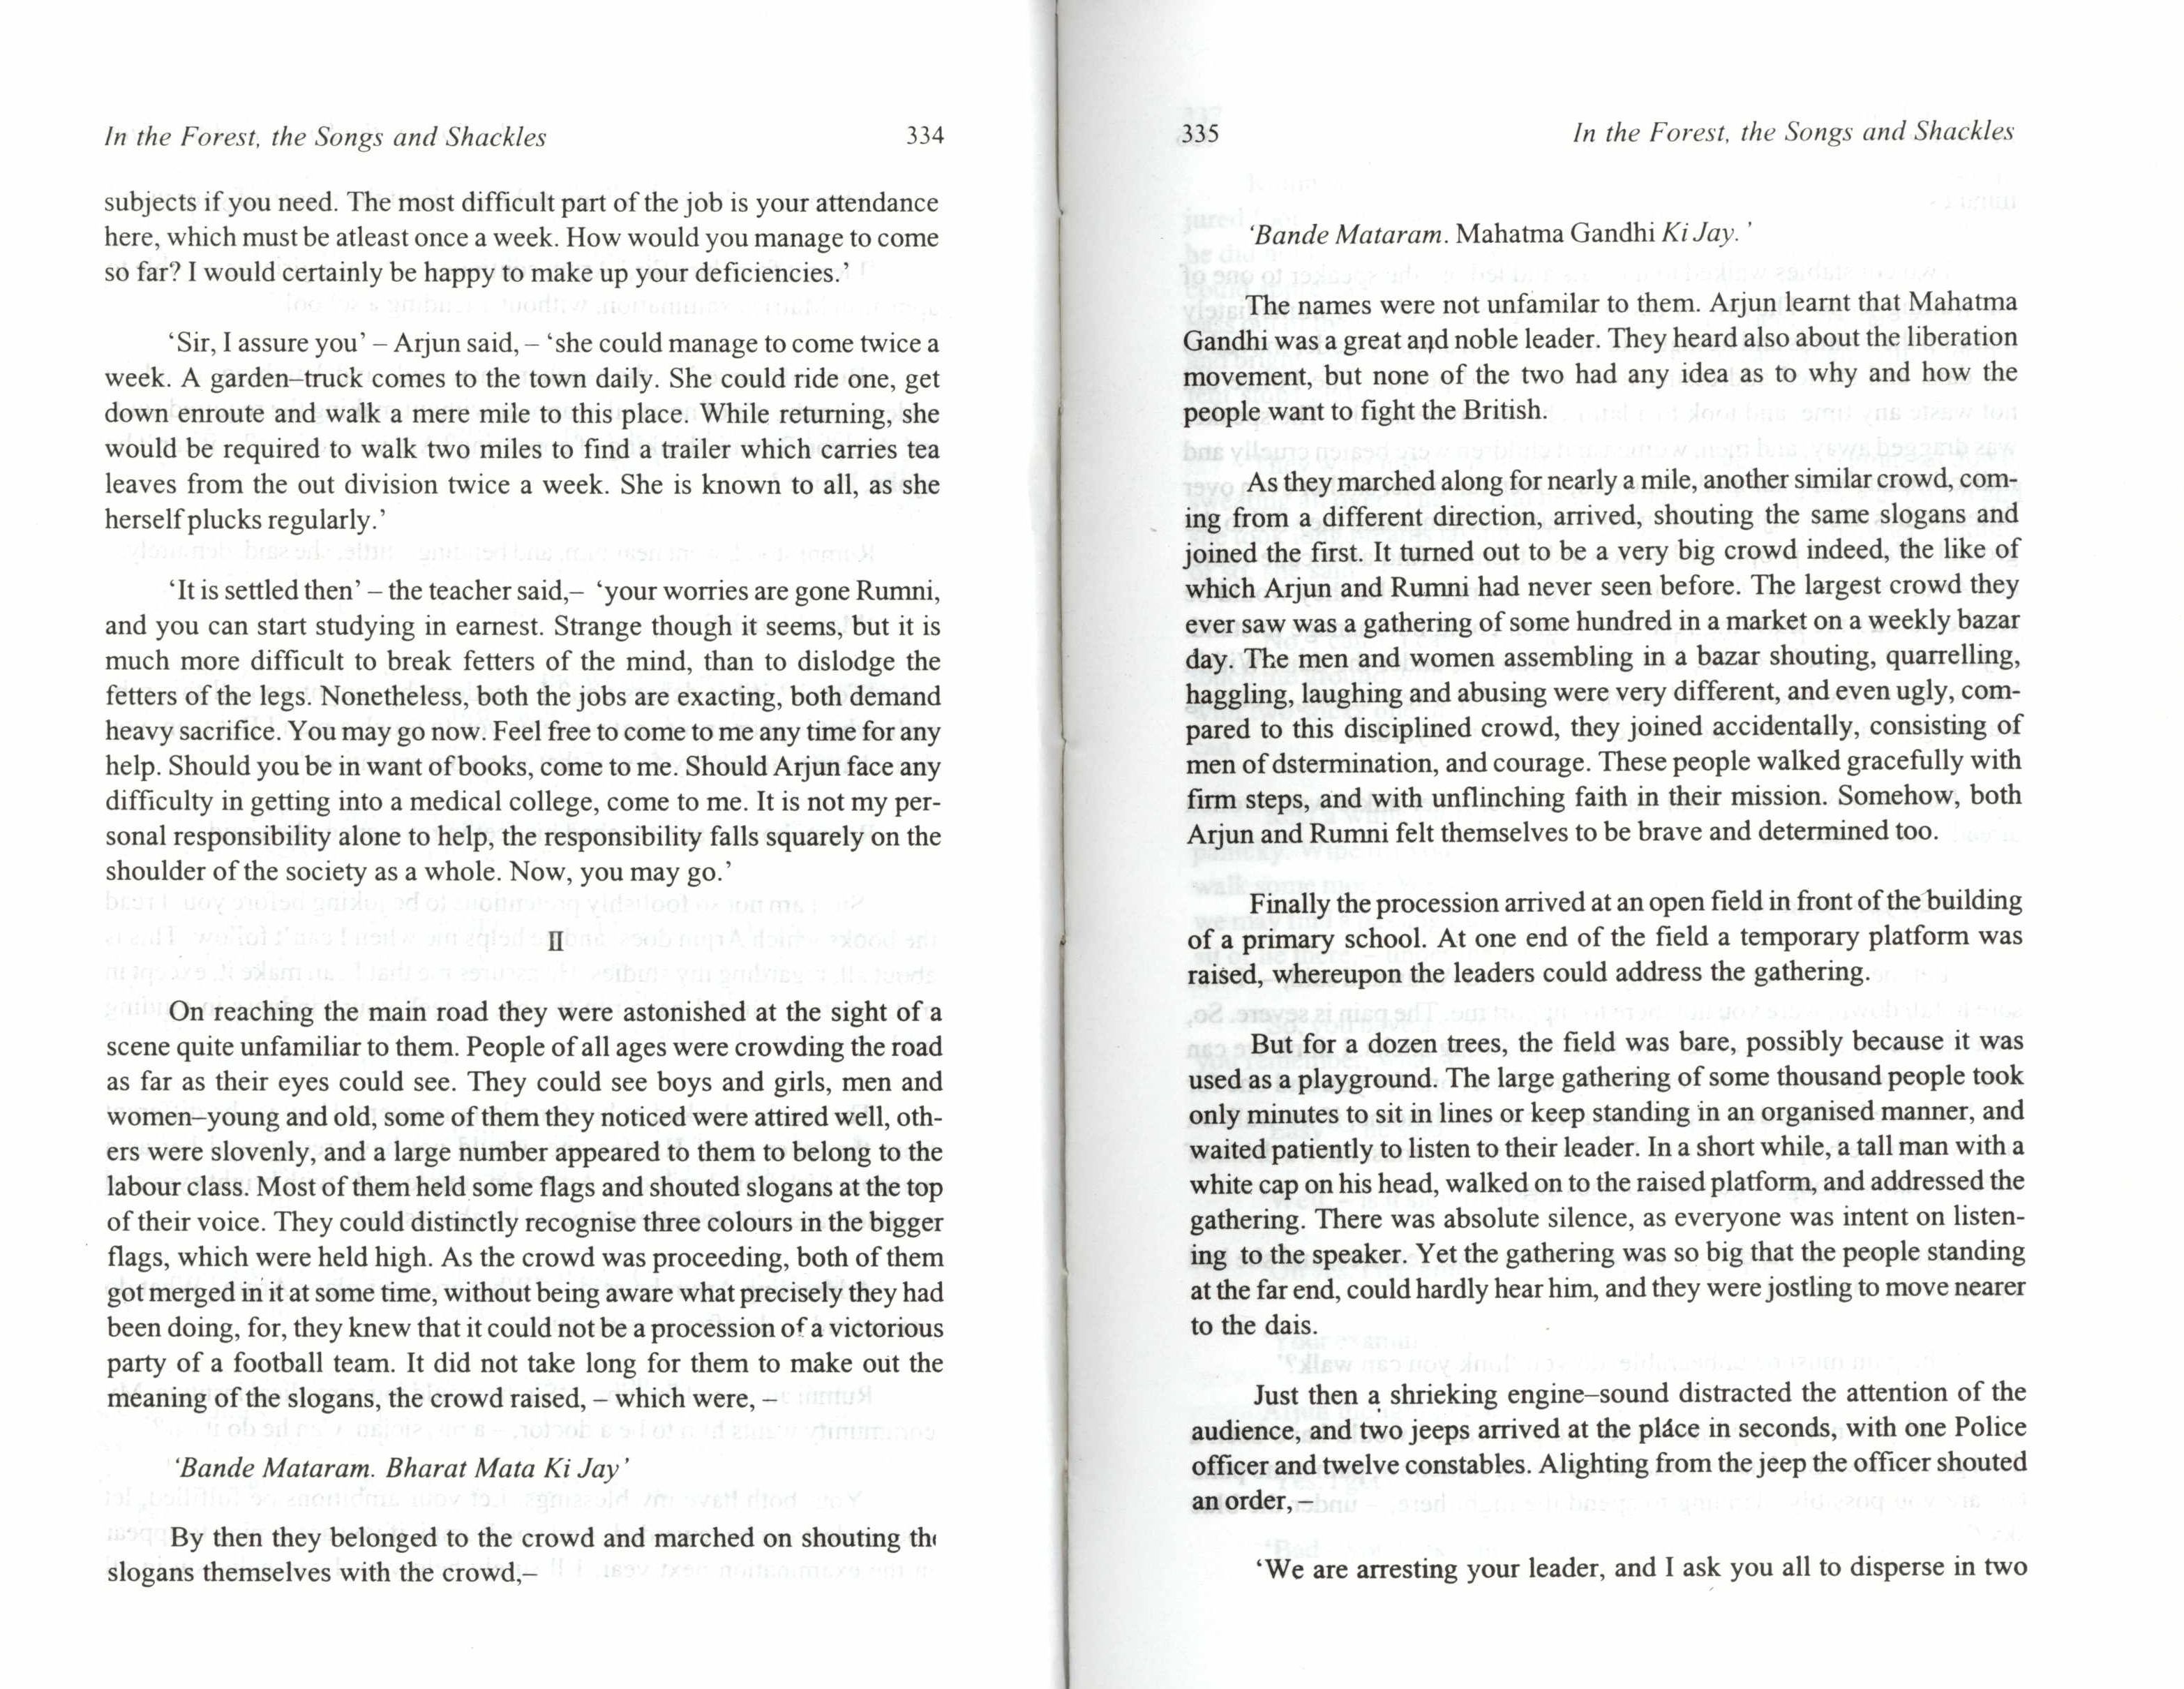 In the Forest, the Songs and Shackles 334
subjects if you need. The most difficult part of the job is your attendance
here, which must be atleast once a week. How would you manage to come
so far? I would certainly be happy to make up your deficiencies.’
‘Sir, I assure you’ – Arjun said, – ‘she could manage to come twice a
week. A garden–truck comes to the town daily. She could ride one, get
down enroute and walk a mere mile to this place. While returning, she
would be required to walk two miles to find a trailer which carries tea
leaves from the out division twice a week. She is known to all, as she
herself plucks regularly.’
‘It is settled then’ – the teacher said,– ‘your worries are gone Rumni,
and you can start studying in earnest. Strange though it seems, but it is
much more difficult to break fetters of the mind, than to dislodge the
fetters of the legs. Nonetheless, both the jobs are exacting, both demand
heavy sacrifice. You may go now. Feel free to come to me any time for any
help. Should you be in want of books, come to me. Should Arjun face any
difficulty in getting into a medical college, come to me. It is not my per-
sonal responsibility alone to help, the responsibility falls squarely on the
shoulder of the society as a whole. Now, you may go.’
II
On reaching the main road they were astonished at the sight of a
scene quite unfamiliar to them. People of all ages were crowding the road
as far as their eyes could see. They could see boys and girls, men and
women–young and old, some of them they noticed were attired well, oth-
ers were slovenly, and a large number appeared to them to belong to the
labour class. Most of them held some flags and shouted slogans at the top
of their voice. They could distinctly recognise three colours in the bigger
flags, which were held high. As the crowd was proceeding, both of them
got merged in it at some time, without being aware what precisely they had
been doing, for, they knew that it could not be a procession of a victorious
party of a football team. It did not take long for them to make out the
meaning of the slogans, the crowd raised, – which were, –
‘Bande Mataram. Bharat Mata Ki Jay’
By then they belonged to the crowd and marched on shouting the
slogans themselves with the crowd,–
335 In the Forest, the Songs and Shackles
‘Bande Mataram. Mahatma Gandhi Ki Jay.’
The names were not unfamilar to them. Arjun learnt that Mahatma
Gandhi was a great and noble leader. They heard also about the liberation
movement, but none of the two had any idea as to why and how the
people want to fight the British.
As they marched along for nearly a mile, another similar crowd, com-
ing from a different direction, arrived, shouting the same slogans and
joined the first. It turned out to be a very big crowd indeed, the like of
which Arjun and Rumni had never seen before. The largest crowd they
ever saw was a gathering of some hundred in a market on a weekly bazar
day. The men and women assembling in a bazar shouting, quarrelling,
haggling, laughing and abusing were very different, and even ugly, com-
pared to this disciplined crowd, they joined accidentally, consisting of
men of dstermination, and courage. These people walked gracefully with
firm steps, and with unflinching faith in their mission. Somehow, both
Arjun and Rumni felt themselves to be brave and determined too.
Finally the procession arrived at an open field in front of the building
of a primary school. At one end of the field a temporary platform was
raised, whereupon the leaders could address the gathering.
But for a dozen trees, the field was bare, possibly because it was
used as a playground. The large gathering of some thousand people took
only minutes to sit in lines or keep standing in an organised manner, and
waited patiently to listen to their leader. In a short while, a tall man with a
white cap on his head, walked on to the raised platform, and addressed the
gathering. There was absolute silence, as everyone was intent on listen-
ing to the speaker. Yet the gathering was so big that the people standing
at the far end, could hardly hear him, and they were jostling to move nearer
to the dais.
Just then a shrieking engine–sound distracted the attention of the
audience, and two jeeps arrived at the place in seconds, with one Police
officer and twelve constables. Alighting from the jeep the officer shouted
an order, –
‘We are arresting your leader, and I ask you all to disperse in two